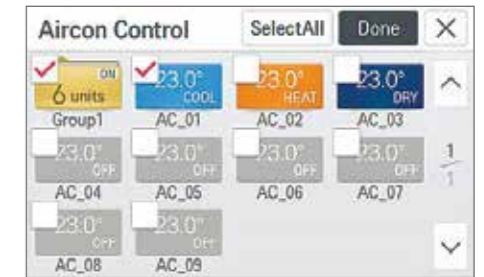 Aircon Control SelectAll Done
ON 23.0° 23.0° 23.0°
6 units COOL HEAT DRY
Group1 AC_01 AC_02 AC_03
23.0° 23.0° 23.0° 23.0°
OFF OFF OFF OFF
AC_04 AC_05 AC_06 AC_07
1
1
23.0° 23.0°
OFF OFF
AC_08 AC_09